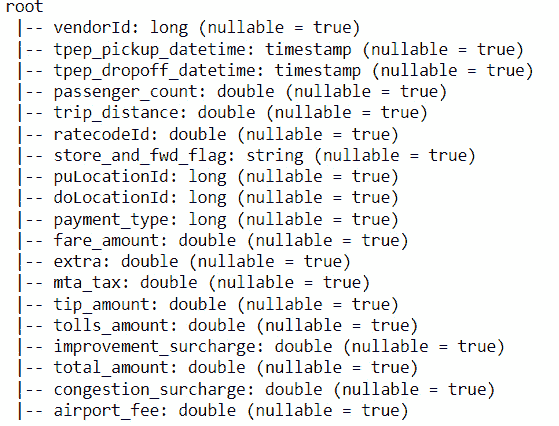 root
 |-- vendorId: long (nullable = true)
 |-- tpep_pickup_datetime: timestamp (nullable = true)
 |-- tpep_dropoff_datetime: timestamp (nullable = true)
 |-- passenger_count: double (nullable = true)
 |-- trip_distance: double (nullable = true)
 |-- ratecodeId: double (nullable = true)
 |-- store_and_fwd_flag: string (nullable = true)
 |-- puLocationId: long (nullable = true)
 |-- doLocationId: long (nullable = true)
 |-- payment_type: long (nullable = true)
 |-- fare_amount: double (nullable = true)
 |-- extra: double (nullable = true)
 |-- mta_tax: double (nullable = true)
 |-- tip_amount: double (nullable = true)
 |-- tolls_amount: double (nullable = true)
 |-- improvement_surcharge: double (nullable = true)
 |-- total_amount: double (nullable = true)
 |-- congestion_surcharge: double (nullable = true)
 |-- airport_fee: double (nullable = true)